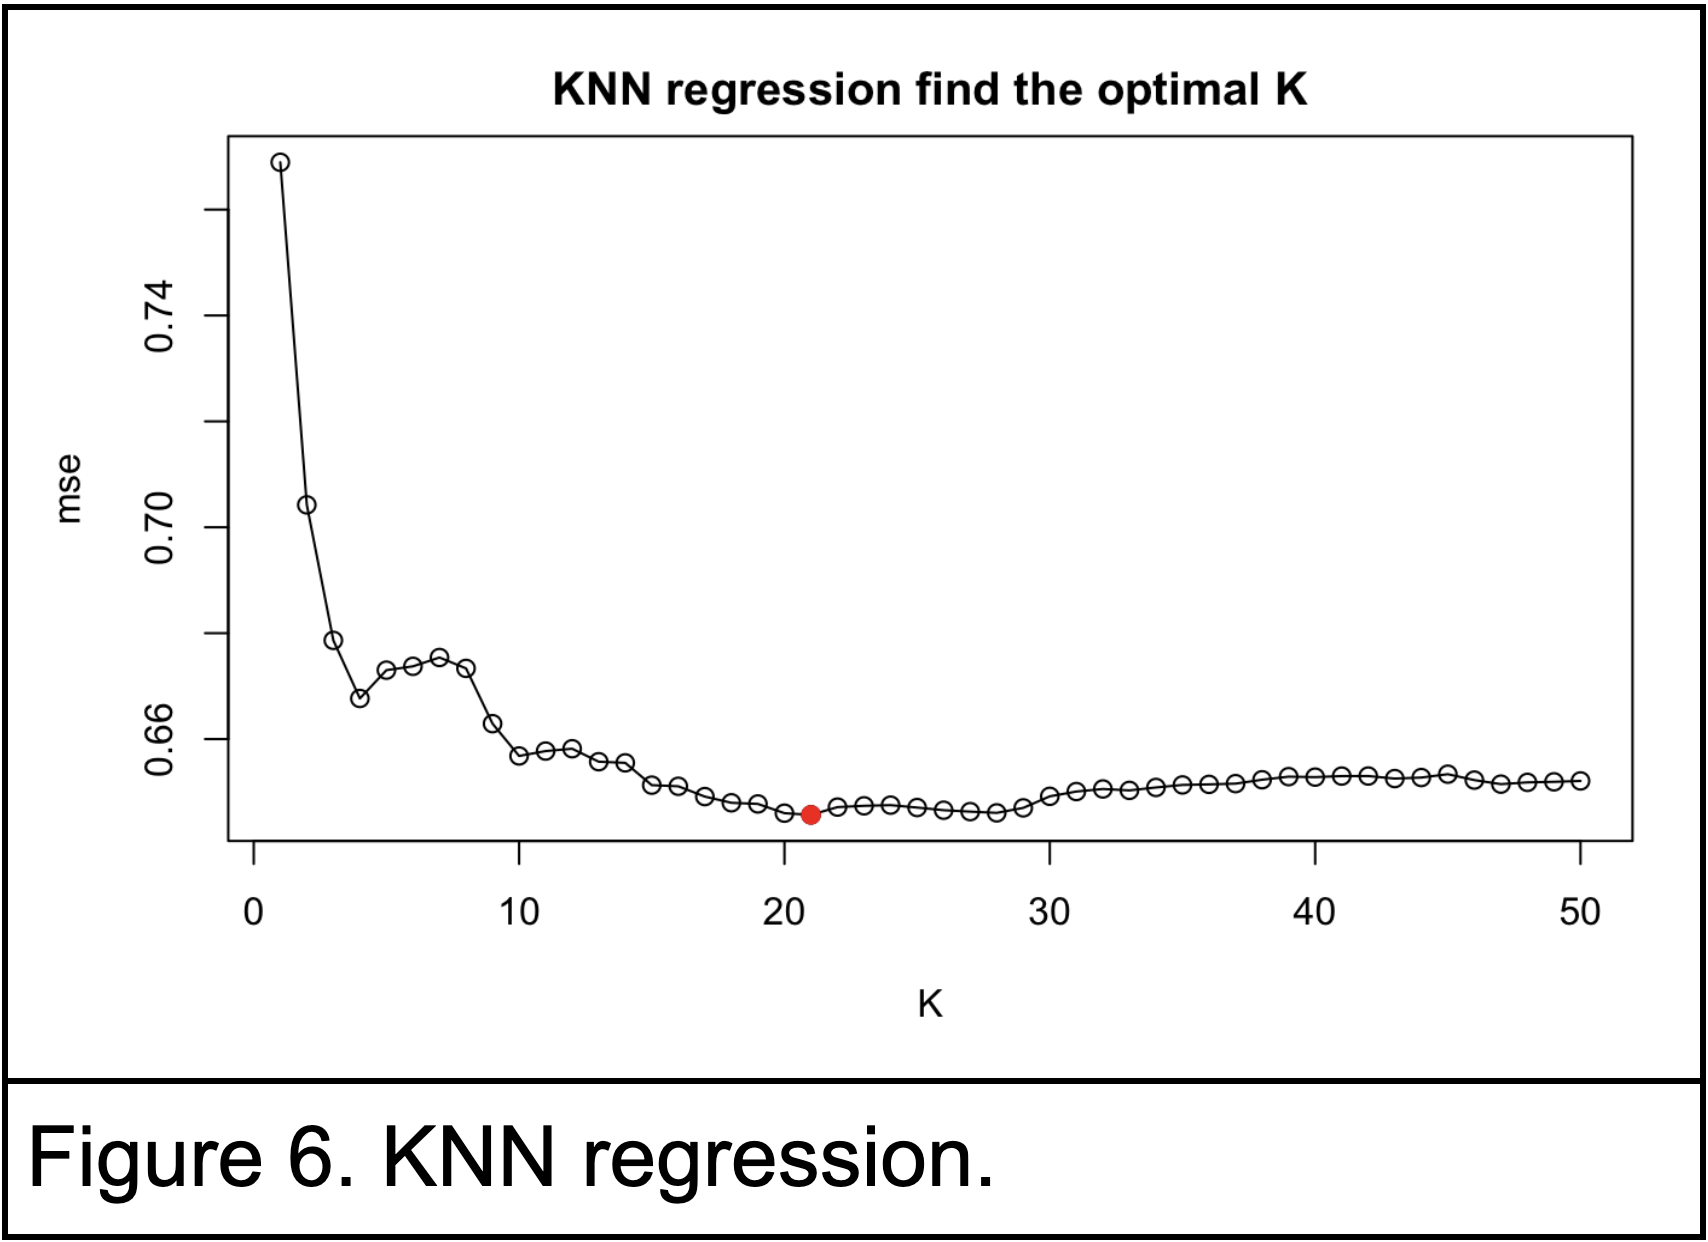 KNN regression find the optimal K
mse
0.74
0.70
0.66
0 10 20 30 40 50
K
Figure 6. KNN regression.